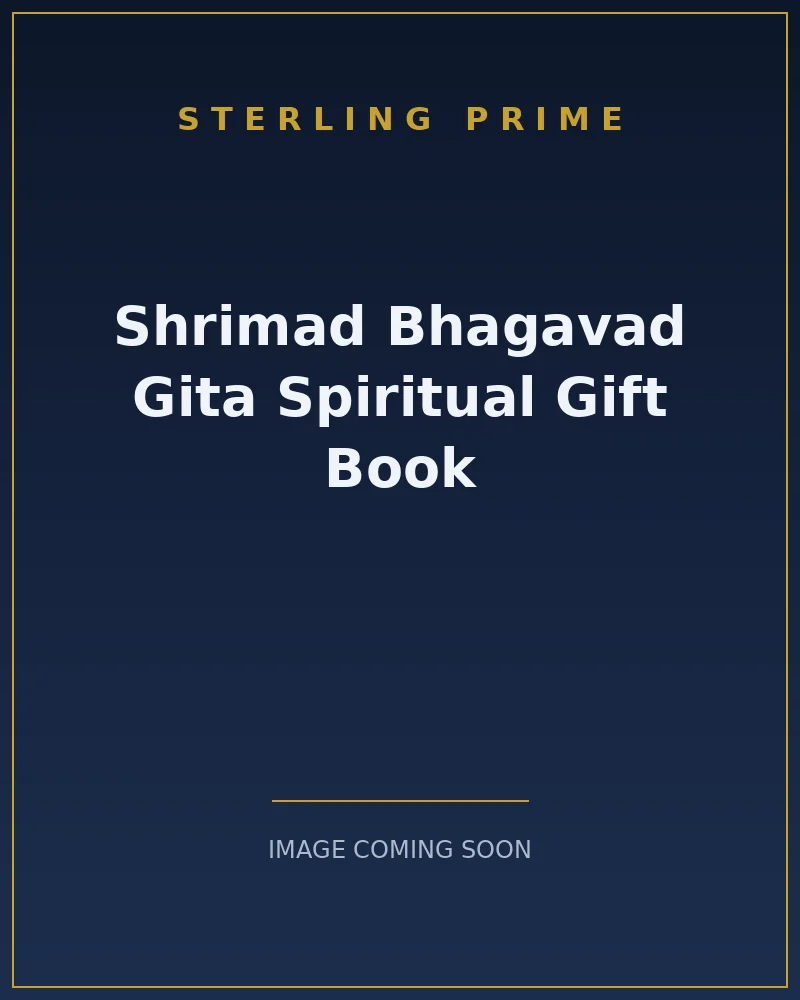 STERLING PRIME
Shrimad Bhagavad
Gita Spiritual Gift
Book
IMAGE COMING SOON